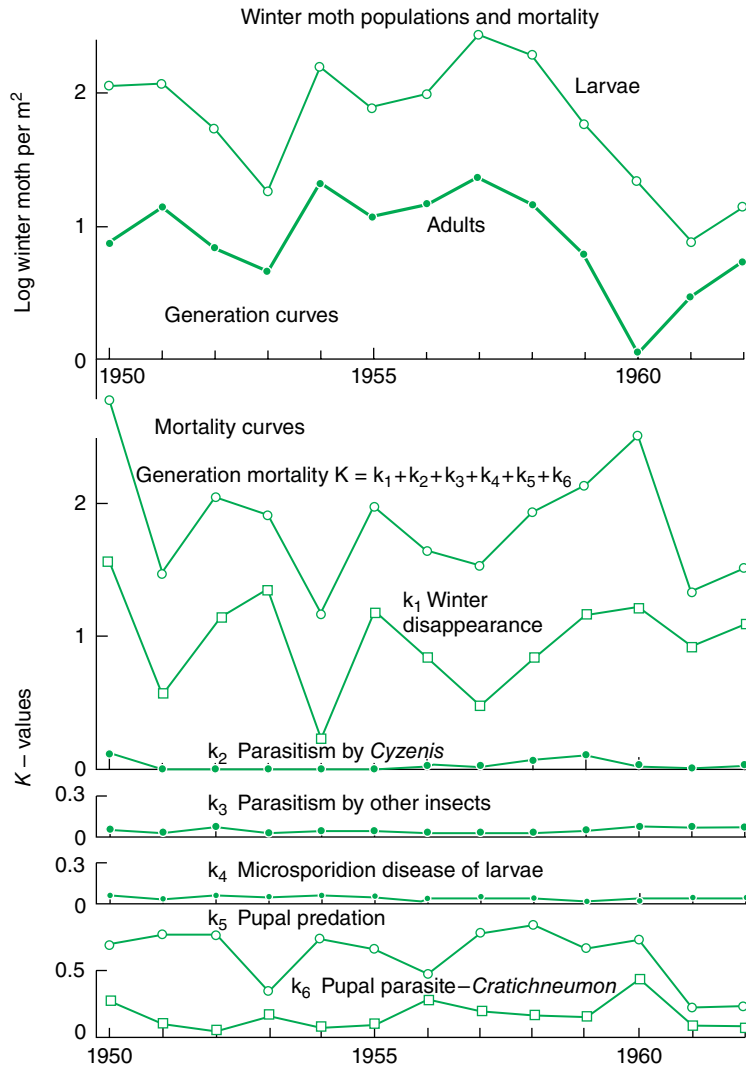 Winter moth populations and mortality
Log winter moth per m²
2
1
0
Larvae
Adults
Generation curves
1950
1955
1960
Mortality curves
Generation mortality K = k₁+k₂+k₃+k₄+k₅+k₆
2
1
0
k₁ Winter
disappearance
K – values
k₂ Parasitism by Cyzenis
0.3
0
k₃ Parasitism by other insects
0.3
0
k₄ Microsporidion disease of larvae
k₅ Pupal predation
0.5
0
k₆ Pupal parasite–Cratichneumon
1950
1955
1960